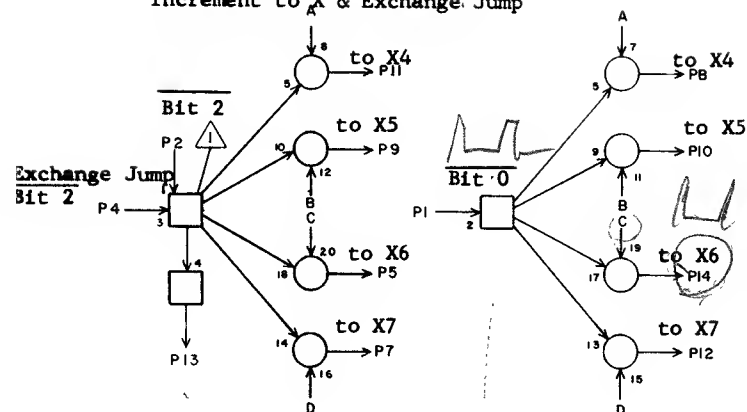 Increment to X & Exchange Jump
A
8
to X4
5
P11
Bit 2
1
P2
to X5
10
P9
12
Exchange Jump
Bit 2
P4
3
B
C
4
20
to X6
18
P5
P13
to X7
14
P7
16
D
A
7
to X4
5
P8
to X5
9
P10
11
Bit 0
P1
2
B
C
19
to X6
17
P14
to X7
13
P12
15
D